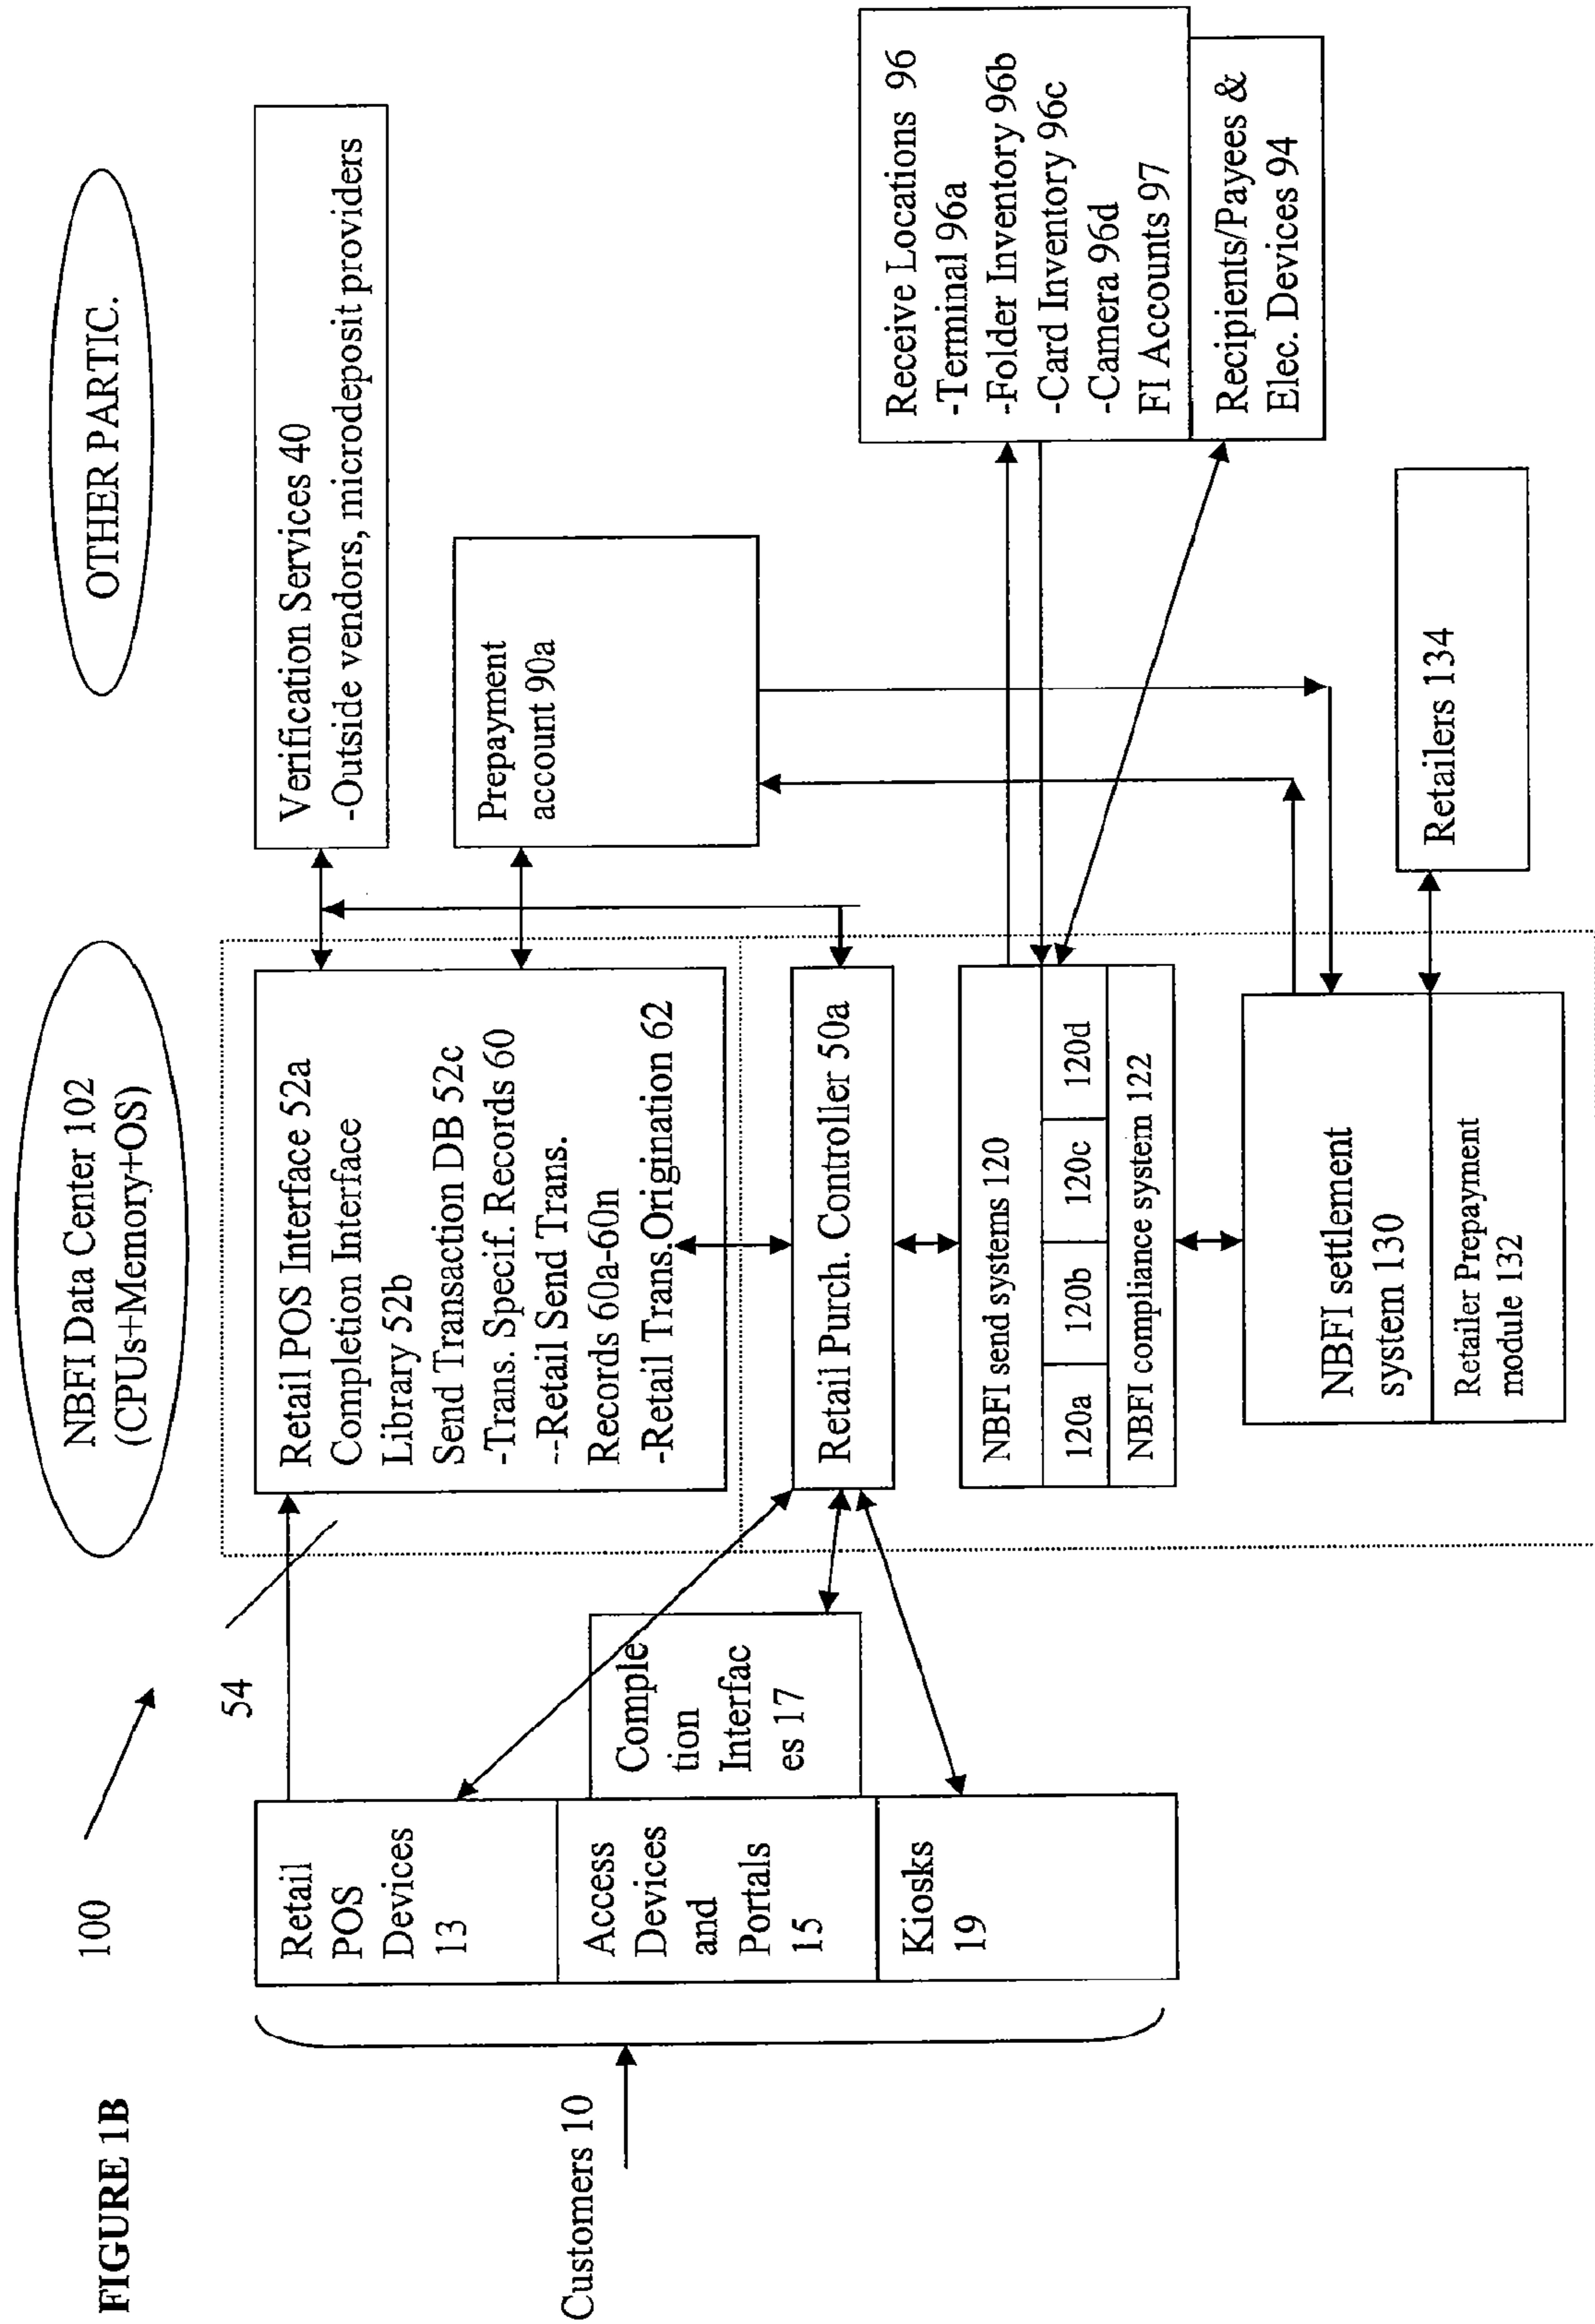 FIGURE 1B
100
54
NBFI Data Center 102
(CPUs+Memory+OS)
OTHER PARTIC.
Customers 10
Retail
POS
Devices
13
Access
Devices
and
Portals
15
Kiosks
19
Comple
tion
Interfac
es 17
Retail POS Interface 52a
Completion Interface
Library 52b
Send Transaction DB 52c
-Trans. Specif. Records 60
--Retail Send Trans.
Records 60a-60n
-Retail Trans.Origination 62
Retail Purch. Controller 50a
NBFI send systems 120
120a
120b
120c
120d
NBFI compliance system 122
NBFI settlement
system 130
Retailer Prepayment
module 132
Verification Services 40
-Outside vendors, microdeposit providers
Prepayment
account 90a
Receive Locations 96
-Terminal 96a
-Folder Inventory 96b
-Card Inventory 96c
-Camera 96d
FI Accounts 97
Recipients/Payees &
Elec. Devices 94
Retailers 134